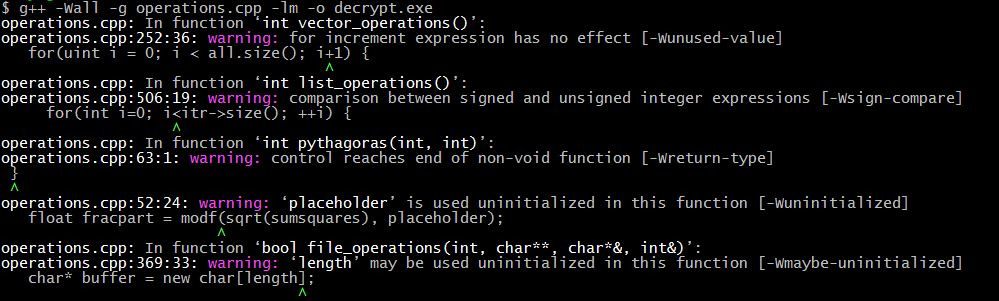 $ g++ -Wall -g operations.cpp -lm -o decrypt.exe
operations.cpp: In function ‘int vector_operations()’:
operations.cpp:252:36: warning: for increment expression has no effect [-Wunused-value]
   for(uint i = 0; i < all.size(); i+1) {
                                    ^
operations.cpp: In function ‘int list_operations()’:
operations.cpp:506:19: warning: comparison between signed and unsigned integer expressions [-Wsign-compare]
     for(int i=0; i<itr->size(); ++i) {
                   ^
operations.cpp: In function ‘int pythagoras(int, int)’:
operations.cpp:63:1: warning: control reaches end of non-void function [-Wreturn-type]
 }
 ^
operations.cpp:52:24: warning: ‘placeholder’ is used uninitialized in this function [-Wuninitialized]
   float fracpart = modf(sqrt(sumsquares), placeholder);
                        ^
operations.cpp: In function ‘bool file_operations(int, char**, char*&, int&)’:
operations.cpp:369:33: warning: ‘length’ may be used uninitialized in this function [-Wmaybe-uninitialized]
   char* buffer = new char[length];
                                 ^